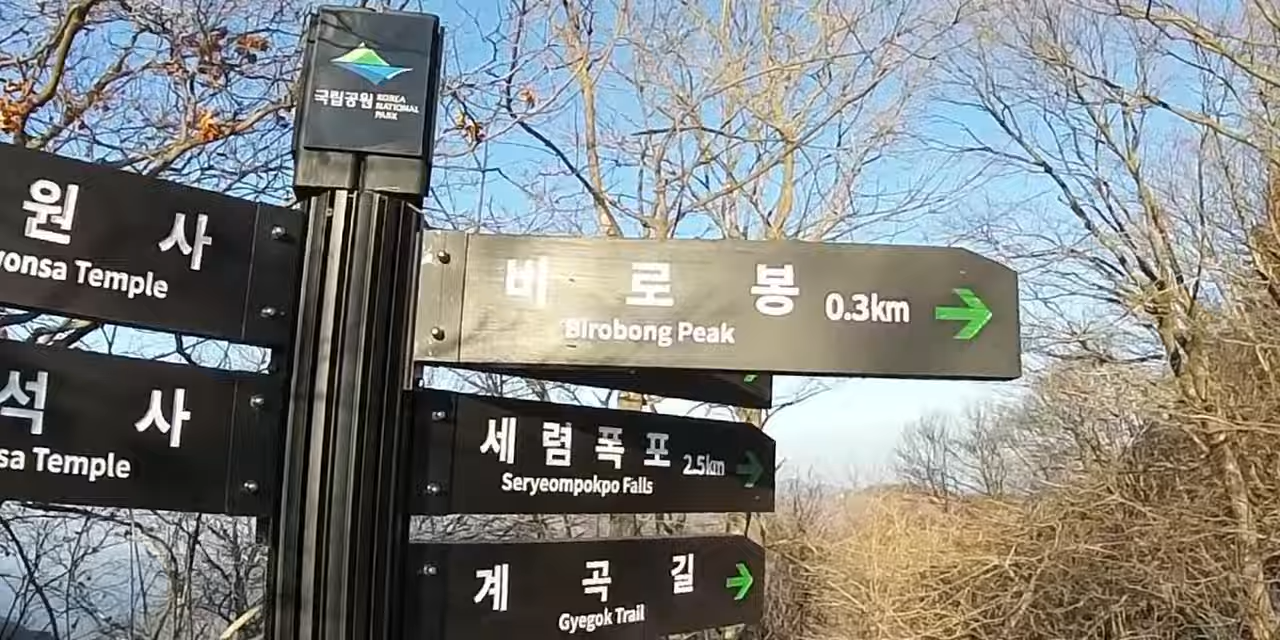 국립공원 KOREA NATIONAL PARK
원 사
yonsa Temple
비 로 봉 0.3km
Birobong Peak
석 사
sa Temple
세 렴 폭 포 2.5km
Seryeompokpo Falls
계 곡 길
Gyegok Trail